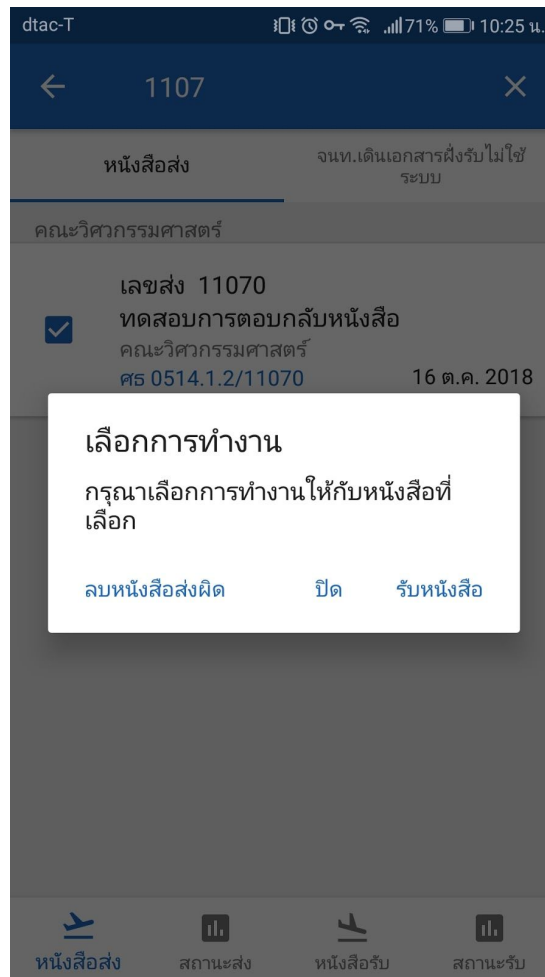 dtac-T 71% 10:25 น.
1107
หนังสือส่ง
จนท.เดินเอกสารฝั่งรับไม่ใช้
ระบบ
คณะวิศวกรรมศาสตร์
เลขส่ง 11070
ทดสอบการตอบกลับหนังสือ
คณะวิศวกรรมศาสตร์
ศธ 0514.1.2/11070 16 ต.ค. 2018
เลือกการทำงาน
กรุณาเลือกการทำงานให้กับหนังสือที่
เลือก
ลบหนังสือส่งผิด ปิด รับหนังสือ
หนังสือส่ง สถานะส่ง หนังสือรับ สถานะรับ